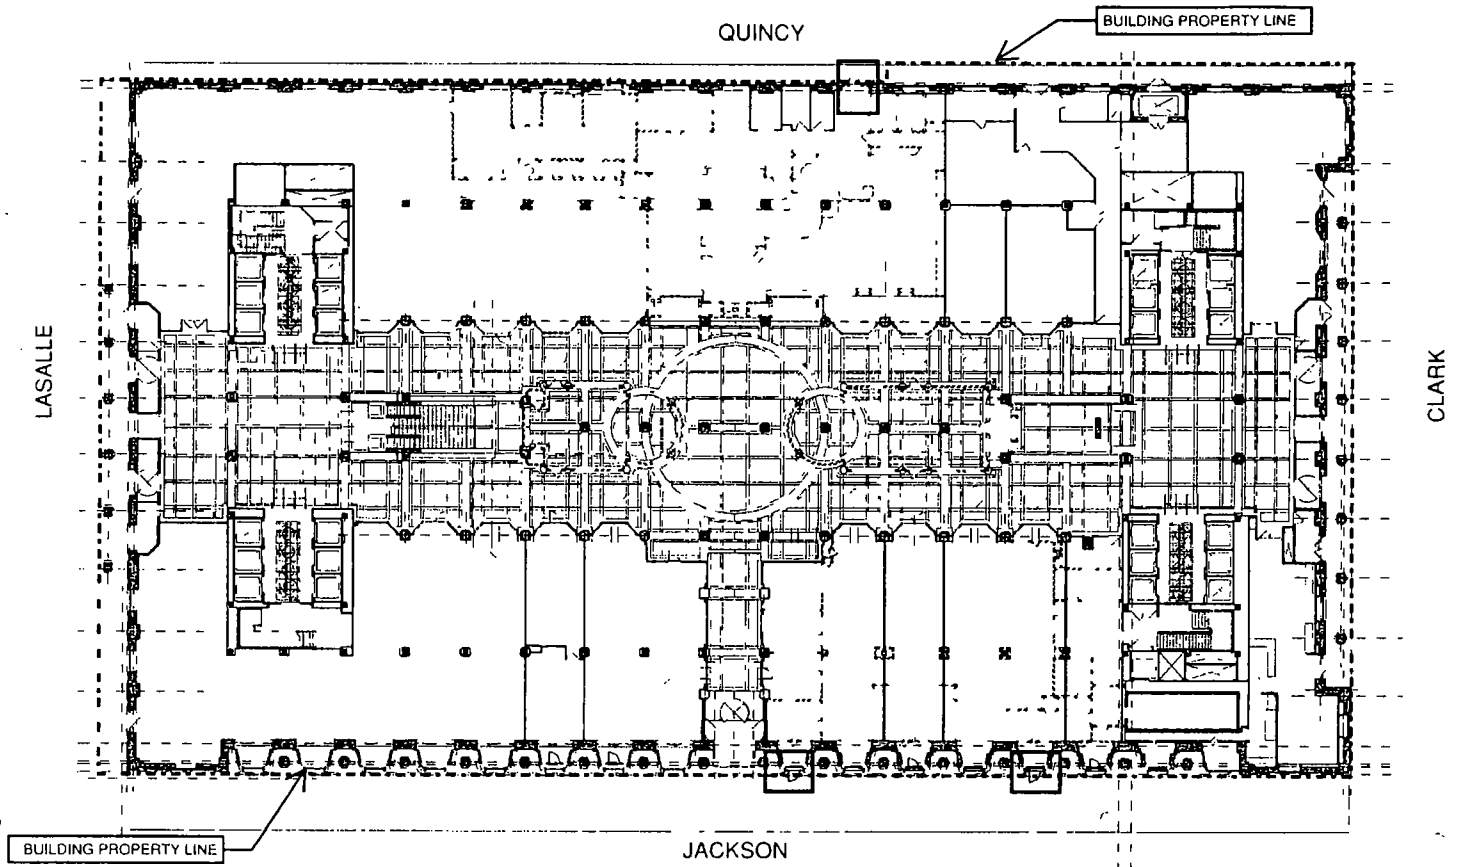 QUINCY
BUILDING PROPERTY LINE
LASALLE
CLARK
BUILDING PROPERTY LINE
JACKSON